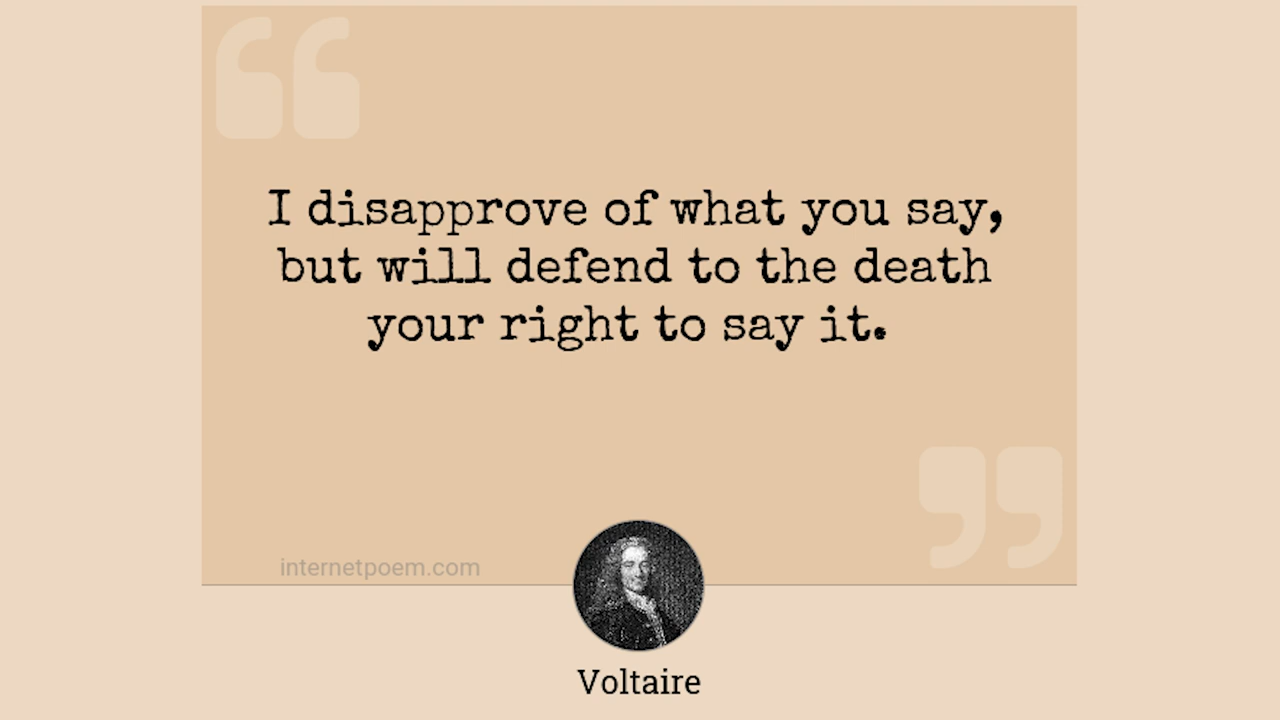 I disapprove of what you say,
but will defend to the death
your right to say it.
internetpoem.com
Voltaire